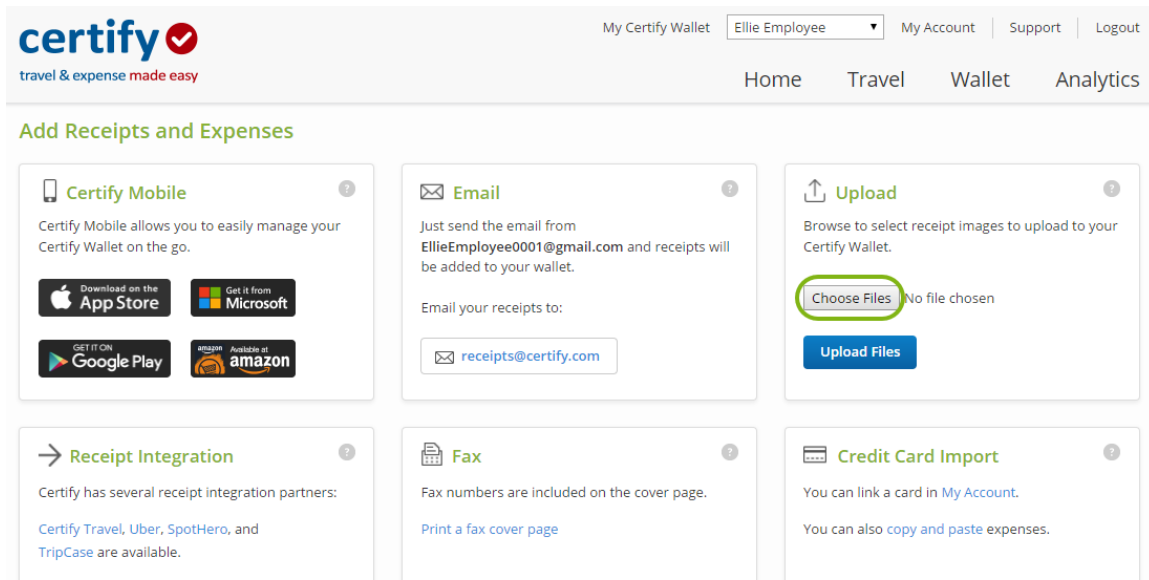 certify
travel & expense made easy
My Certify Wallet Ellie Employee My Account Support Logout
Home Travel Wallet Analytics
Add Receipts and Expenses
Certify Mobile ?
Certify Mobile allows you to easily manage your
Certify Wallet on the go.
Download on the
App Store
Get it from
Microsoft
GET IT ON
Google Play
amazon
Available at
amazon
Email ?
Just send the email from
EllieEmployee0001@gmail.com and receipts will
be added to your wallet.
Email your receipts to:
receipts@certify.com
Upload ?
Browse to select receipt images to upload to your
Certify Wallet.
Choose Files No file chosen
Upload Files
Receipt Integration ?
Certify has several receipt integration partners:
Certify Travel, Uber, SpotHero, and
TripCase are available.
Fax ?
Fax numbers are included on the cover page.
Print a fax cover page
Credit Card Import ?
You can link a card in My Account.
You can also copy and paste expenses.